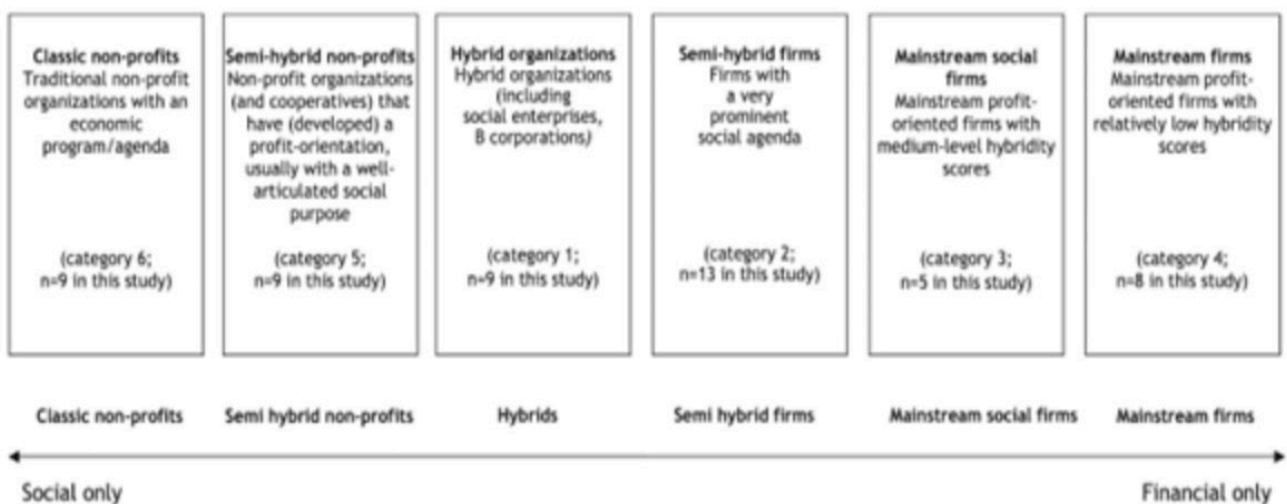 Classic non-profits
Traditional non-profit
organizations with an
economic
program/agenda
(category 6;
n=9 in this study)
Semi-hybrid non-profits
Non-profit organizations
(and cooperatives) that
have (developed) a
profit-orientation,
usually with a well-
articulated social
purpose
(category 5;
n=9 in this study)
Hybrid organizations
Hybrid organizations
(including
social enterprises,
B corporations)
(category 1;
n=9 in this study)
Semi-hybrid firms
Firms with
a very
prominent
social agenda
(category 2;
n=13 in this study)
Mainstream social
firms
Mainstream profit-
oriented firms with
medium-level hybridity
scores
(category 3;
n=5 in this study)
Mainstream firms
Mainstream profit-
oriented firms with
relatively low hybridity
scores
(category 4;
n=8 in this study)
Classic non-profits
Semi hybrid non-profits
Hybrids
Semi hybrid firms
Mainstream social firms
Mainstream firms
Social only
Financial only